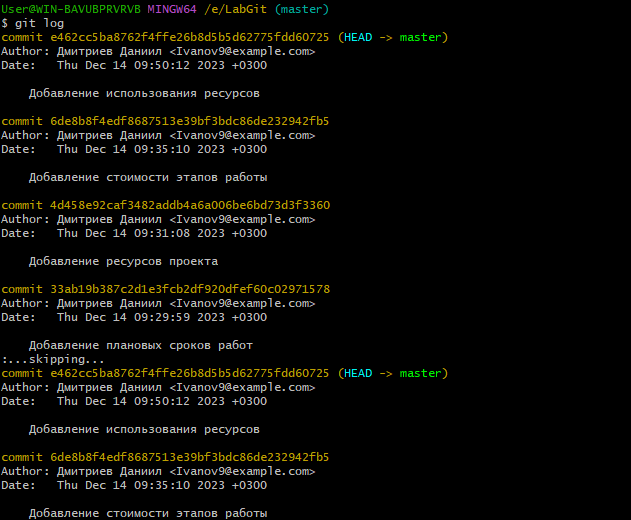 User@WIN-BAVUBPRVRVB MINGW64 /e/LabGit (master)
$ git log
commit e462cc5ba8762f4ffe26b8d5b5d62775fdd60725 (HEAD -> master)
Author: Дмитриев Даниил <Ivanov9@example.com>
Date:   Thu Dec 14 09:50:12 2023 +0300
    Добавление использования ресурсов
commit 6de8b8f4edf8687513e39bf3bdc86de232942fb5
Author: Дмитриев Даниил <Ivanov9@example.com>
Date:   Thu Dec 14 09:35:10 2023 +0300
    Добавление стоимости этапов работы
commit 4d458e92caf3482addb4a6a006be6bd73d3f3360
Author: Дмитриев Даниил <Ivanov9@example.com>
Date:   Thu Dec 14 09:31:08 2023 +0300
    Добавление ресурсов проекта
commit 33ab19b387c2d1e3fcb2df920dfef60c02971578
Author: Дмитриев Даниил <Ivanov9@example.com>
Date:   Thu Dec 14 09:29:59 2023 +0300
    Добавление плановых сроков работ
:...skipping...
commit e462cc5ba8762f4ffe26b8d5b5d62775fdd60725 (HEAD -> master)
Author: Дмитриев Даниил <Ivanov9@example.com>
Date:   Thu Dec 14 09:50:12 2023 +0300
    Добавление использования ресурсов
commit 6de8b8f4edf8687513e39bf3bdc86de232942fb5
Author: Дмитриев Даниил <Ivanov9@example.com>
Date:   Thu Dec 14 09:35:10 2023 +0300
    Добавление стоимости этапов работы